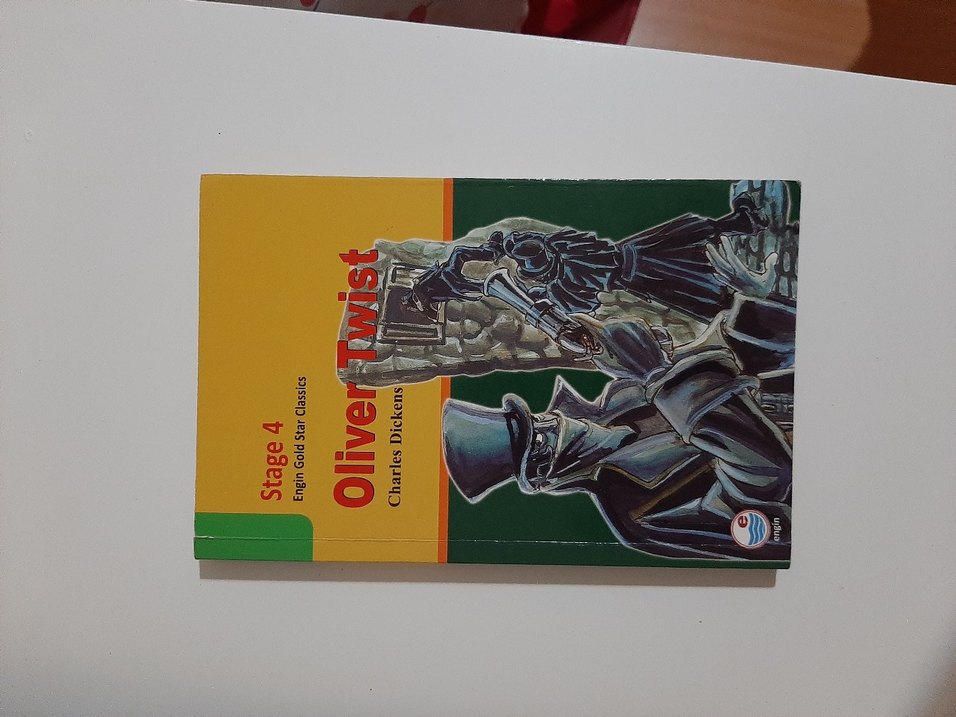 Stage 4
Engin Gold Star Classics
Oliver Twist
Charles Dickens
e
engin